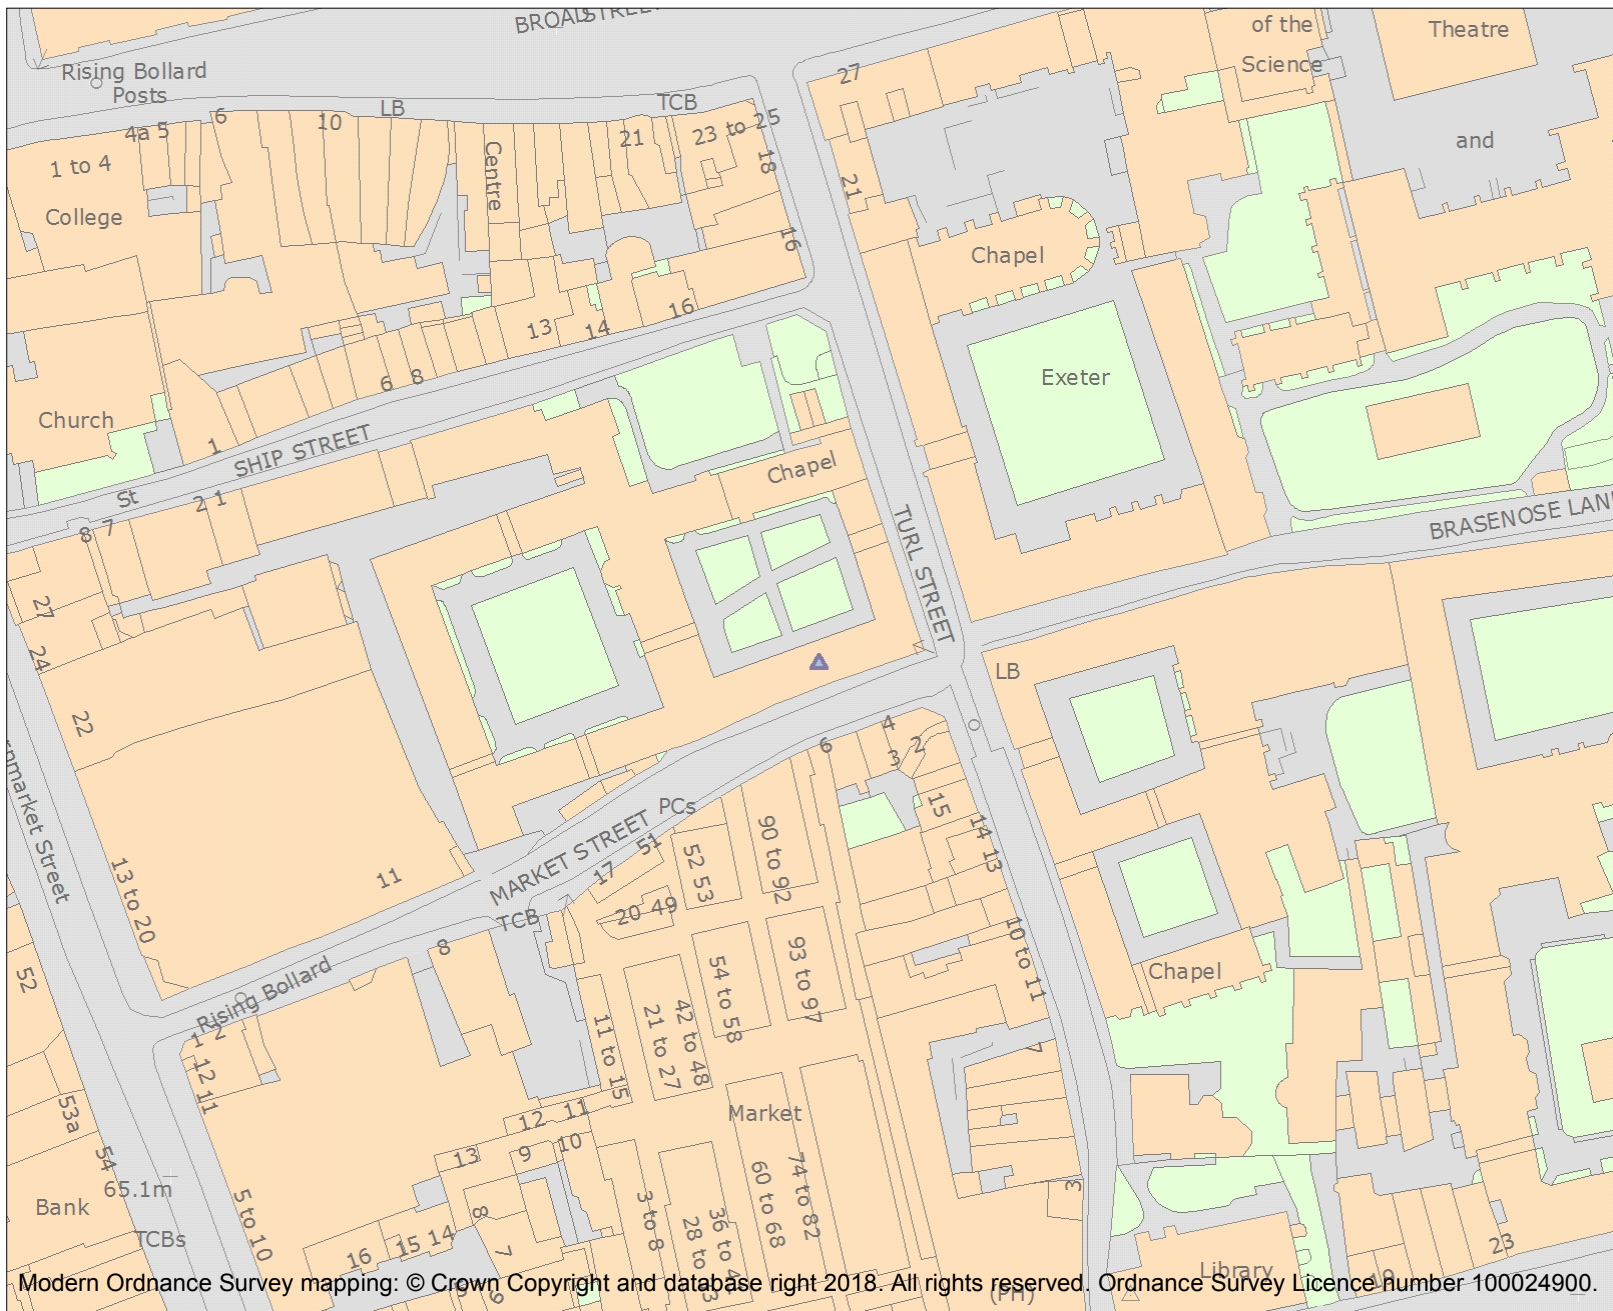 BROAD STREET
Rising Bollard
Posts
of the
Science
Theatre
and
27
LB
TCB
6
10
4a 5
21
23 to 25
18
1 to 4
Centre
21
College
16
Chapel
16
13
14
Exeter
6
8
Church
1
SHIP STREET
St
2 1
8 7
Chapel
TURL STREET
BRASENOSE LAN
27
24
22
LB
nmarket Street
4
6
2
3
15
PCs
MARKET STREET
51
17
52 53
90 to 92
14
13
11
13 to 20
20 49
TCB
8
10 to 11
Rising Bollard
52
54 to 58
93 to 97
Chapel
1 2
12
11
11 to 15
21 to 27
42 to 48
7
53a
12
11
Market
54
13
9
10
65.1m
Bank
TCBs
5 to 10
8
7
3 to 8
60 to 68
74 to 82
3
16
15 14
23
Library
19
(PH)
Modern Ordnance Survey mapping: © Crown Copyright and database right 2018. All rights reserved. Ordnance Survey Licence number 100024900.